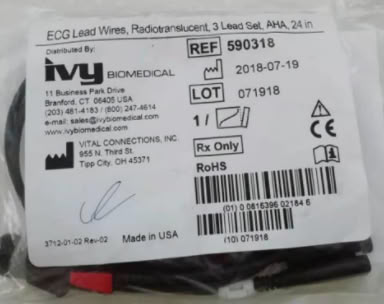 ECG Lead Wires, Radiotranslucent, 3 Lead Set, AHA, 24 in
Distributed By:
ivy BIOMEDICAL
11 Business Park Drive
Branford, CT 06405 USA
(203) 481-4183 / (800) 247-4614
e-mail: sales@ivybiomedical.com
www.ivybiomedical.com
VITAL CONNECTIONS, INC.
955 N. Third St.
Tipp City, OH 45371
3712-01-02 Rev-02
Made in USA
REF 590318
2018-07-19
LOT 071918
1 /
CE
Rx Only
RoHS
(01) 0 0816396 02184 6
(10) 071918